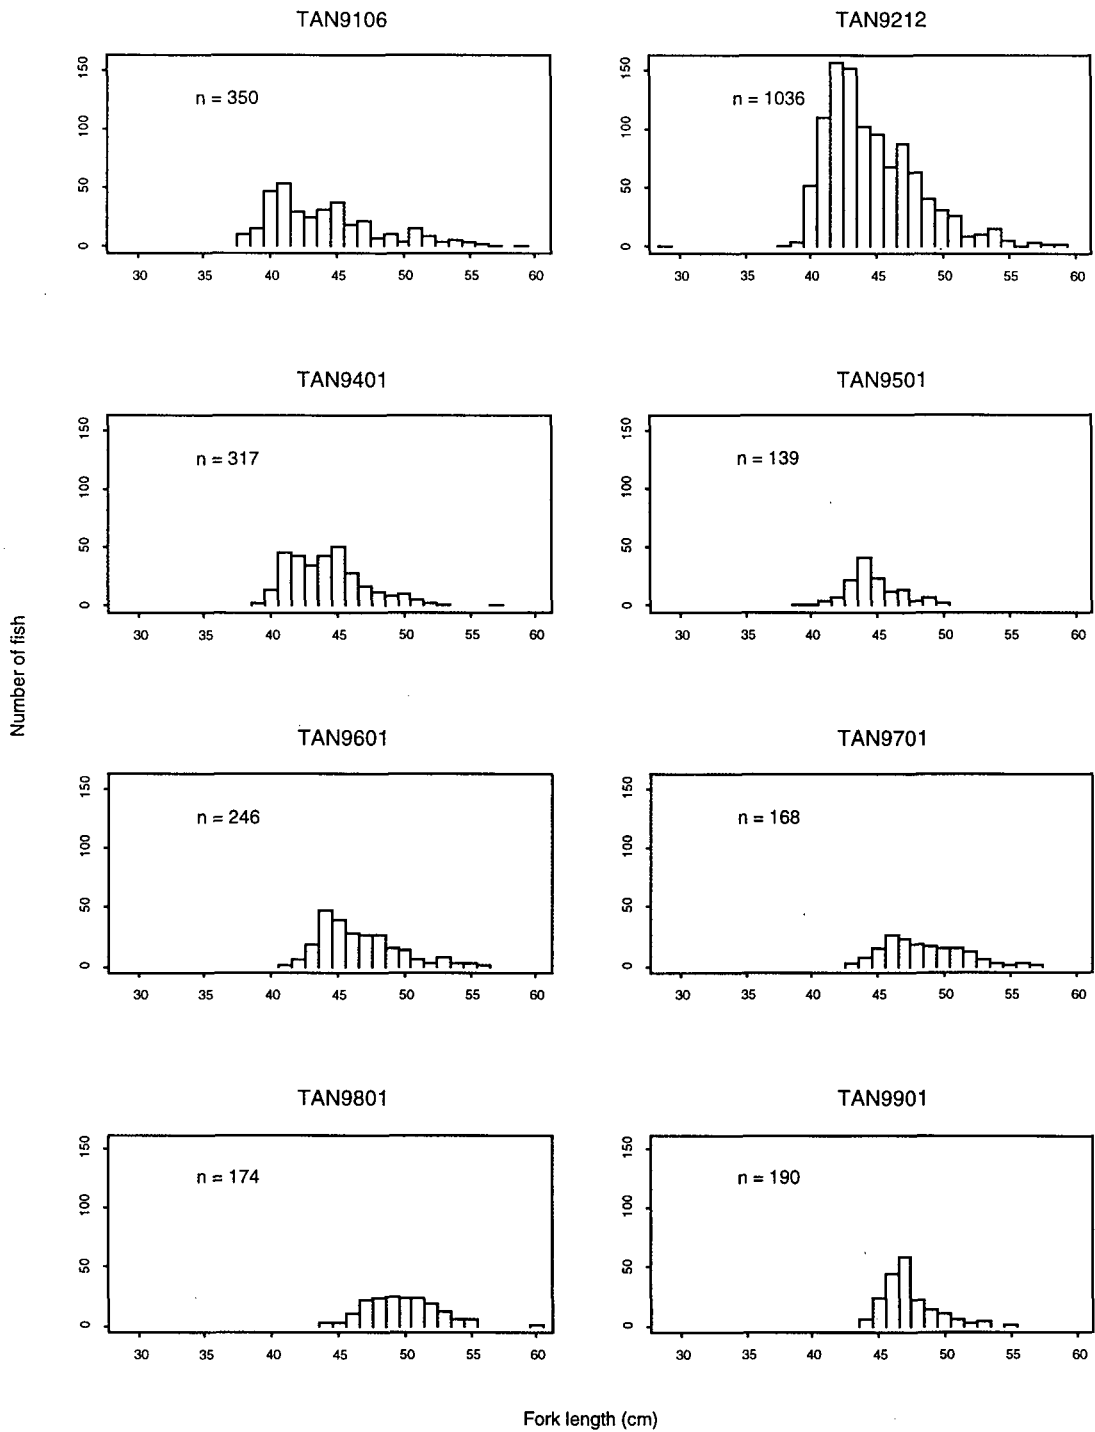 TAN9106 TAN9212
150 100 50 0 n = 350 150 100 50 0 n = 1036
30 35 40 45 50 55 60 30 35 40 45 50 55 60
TAN9401 TAN9501
150 100 50 0 n = 317 150 100 50 0 n = 139
30 35 40 45 50 55 60 30 35 40 45 50 55 60
Number of fish
TAN9601 TAN9701
150 100 50 0 n = 246 150 100 50 0 n = 168
30 35 40 45 50 55 60 30 35 40 45 50 55 60
TAN9801 TAN9901
150 100 50 0 n = 174 150 100 50 0 n = 190
30 35 40 45 50 55 60 30 35 40 45 50 55 60
Fork length (cm)